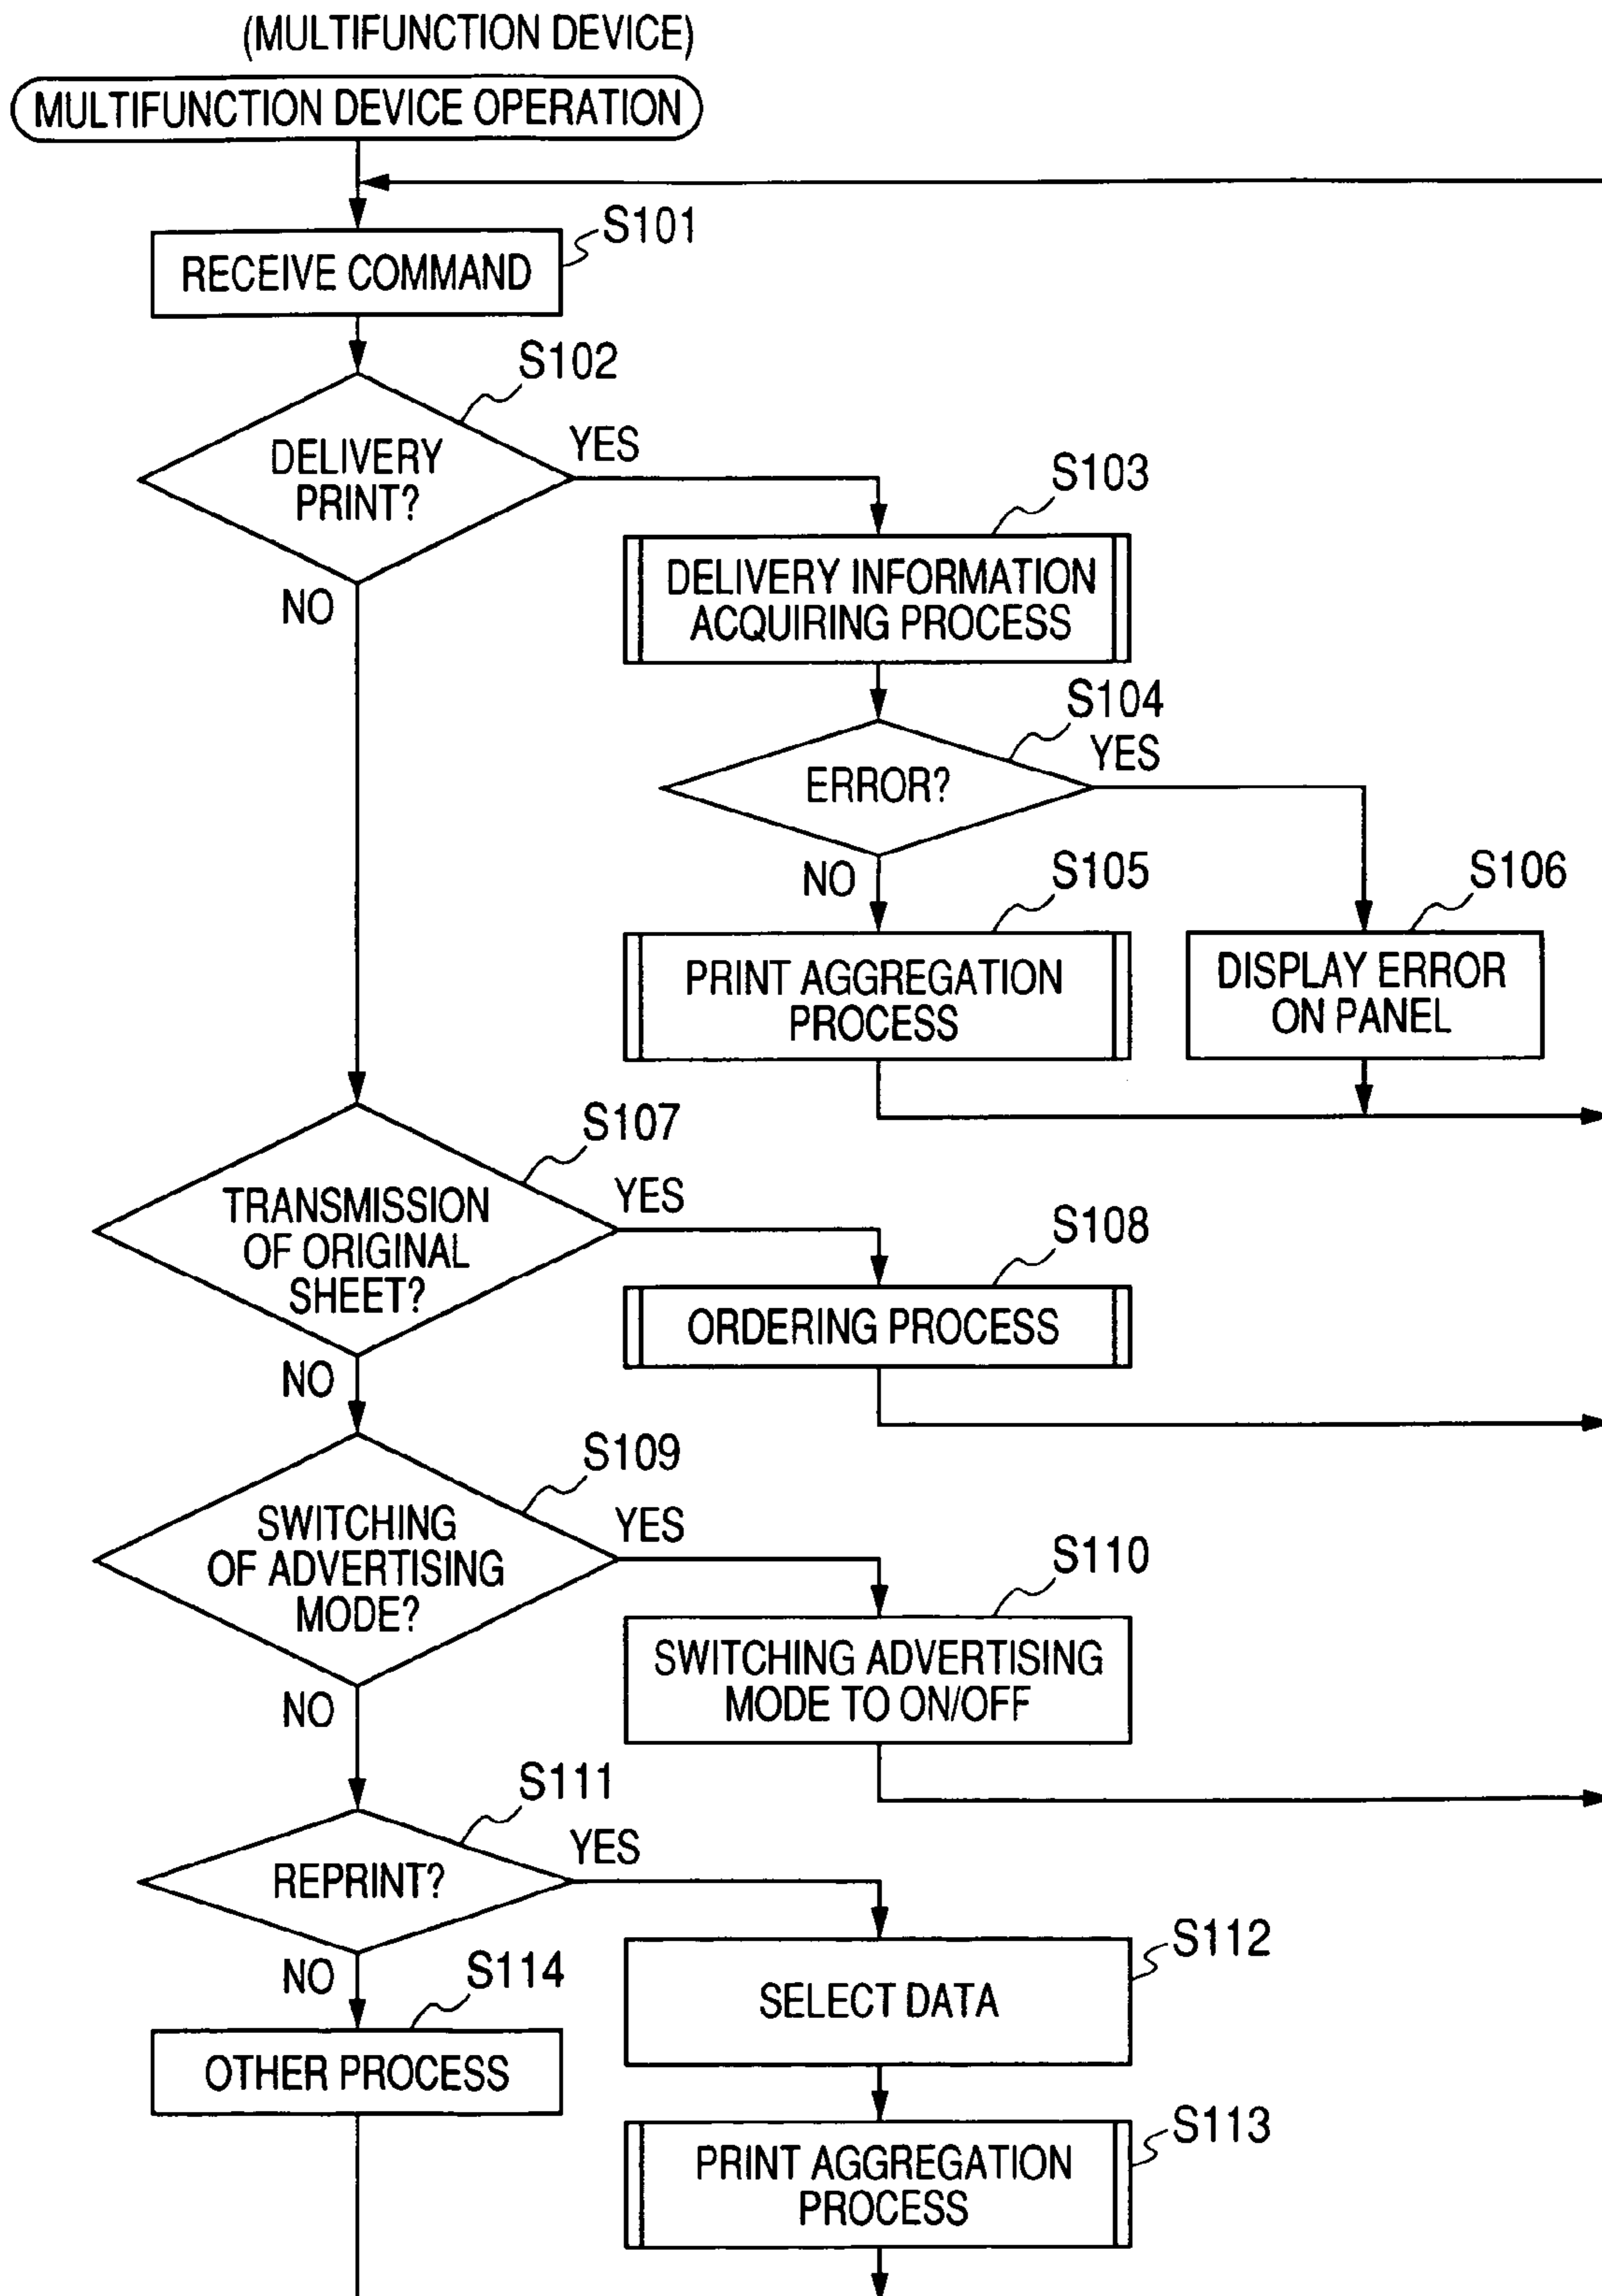 (MULTIFUNCTION DEVICE)
MULTIFUNCTION DEVICE OPERATION
S101
RECEIVE COMMAND
S102
DELIVERY
PRINT?
YES
NO
S103
DELIVERY INFORMATION
ACQUIRING PROCESS
S104
ERROR?
YES
NO
S105
PRINT AGGREGATION
PROCESS
S106
DISPLAY ERROR
ON PANEL
S107
TRANSMISSION
OF ORIGINAL
SHEET?
YES
NO
S108
ORDERING PROCESS
S109
SWITCHING
OF ADVERTISING
MODE?
YES
NO
S110
SWITCHING ADVERTISING
MODE TO ON/OFF
S111
REPRINT?
YES
NO
S112
SELECT DATA
S114
OTHER PROCESS
S113
PRINT AGGREGATION
PROCESS